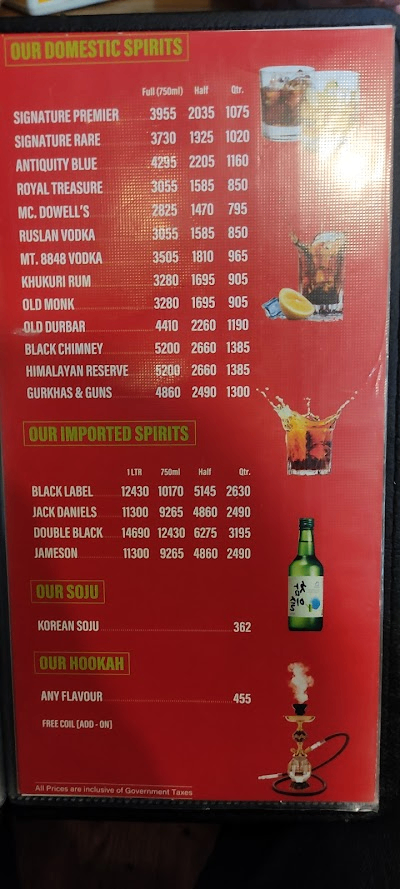 OUR DOMESTIC SPIRITS
Full (750ml) Half Qtr.
SIGNATURE PREMIER 3955 2035 1075
SIGNATURE RARE 3730 1925 1020
ANTIQUITY BLUE 4295 2205 1160
ROYAL TREASURE 3055 1585 850
MC. DOWELL'S 2825 1470 795
RUSLAN VODKA 3055 1585 850
MT. 8848 VODKA 3505 1810 965
KHUKURI RUM 3280 1695 905
OLD MONK 3280 1695 905
OLD DURBAR 4410 2260 1190
BLACK CHIMNEY 5200 2660 1385
HIMALAYAN RESERVE 5200 2660 1385
GURKHAS & GUNS 4860 2490 1300
OUR IMPORTED SPIRITS
1 LTR 750ml Half Qtr.
BLACK LABEL 12430 10170 5145 2630
JACK DANIELS 11300 9265 4860 2490
DOUBLE BLACK 14690 12430 6275 3195
JAMESON 11300 9265 4860 2490
OUR SOJU
KOREAN SOJU 362
OUR HOOKAH
ANY FLAVOUR 455
FREE COIL [ADD - ON]
All Prices are inclusive of Government Taxes